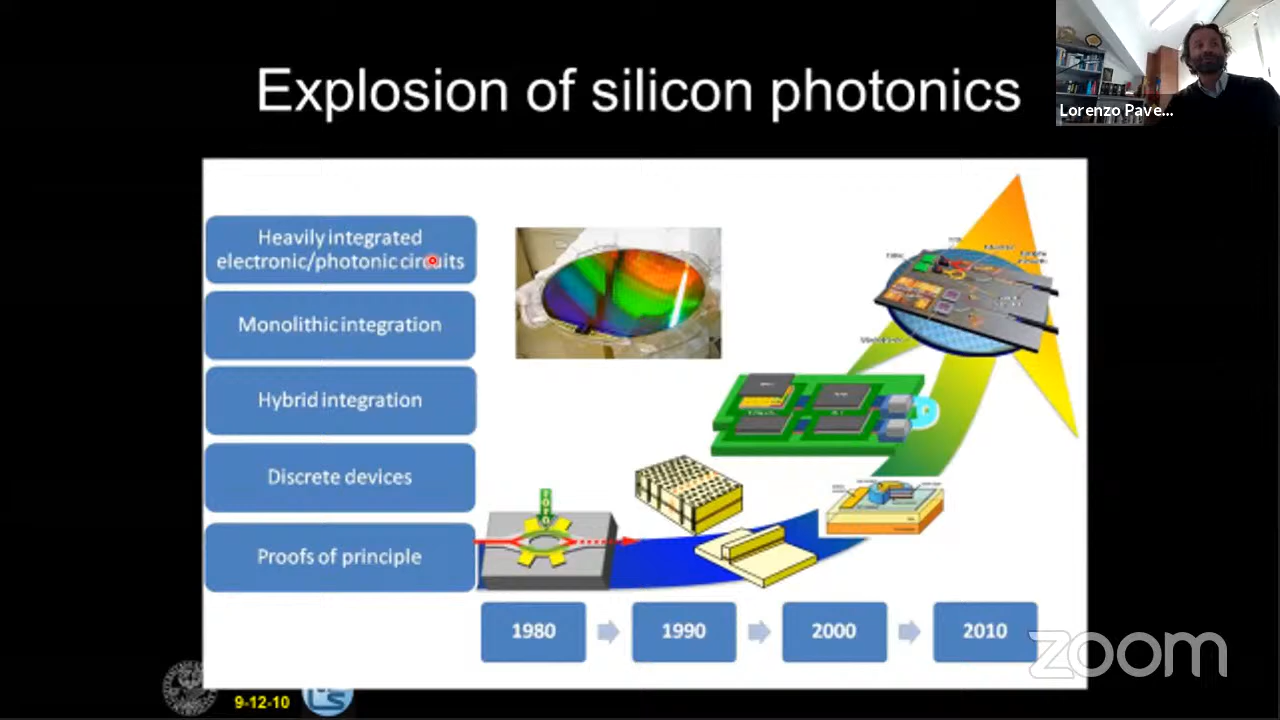 Explosion of silicon photonics
Lorenzo Pave...
Heavily integrated
electronic/photonic circuits
Monolithic integration
Hybrid integration
Discrete devices
Proofs of principle
1980
1990
2000
2010
zoom
9-12-10